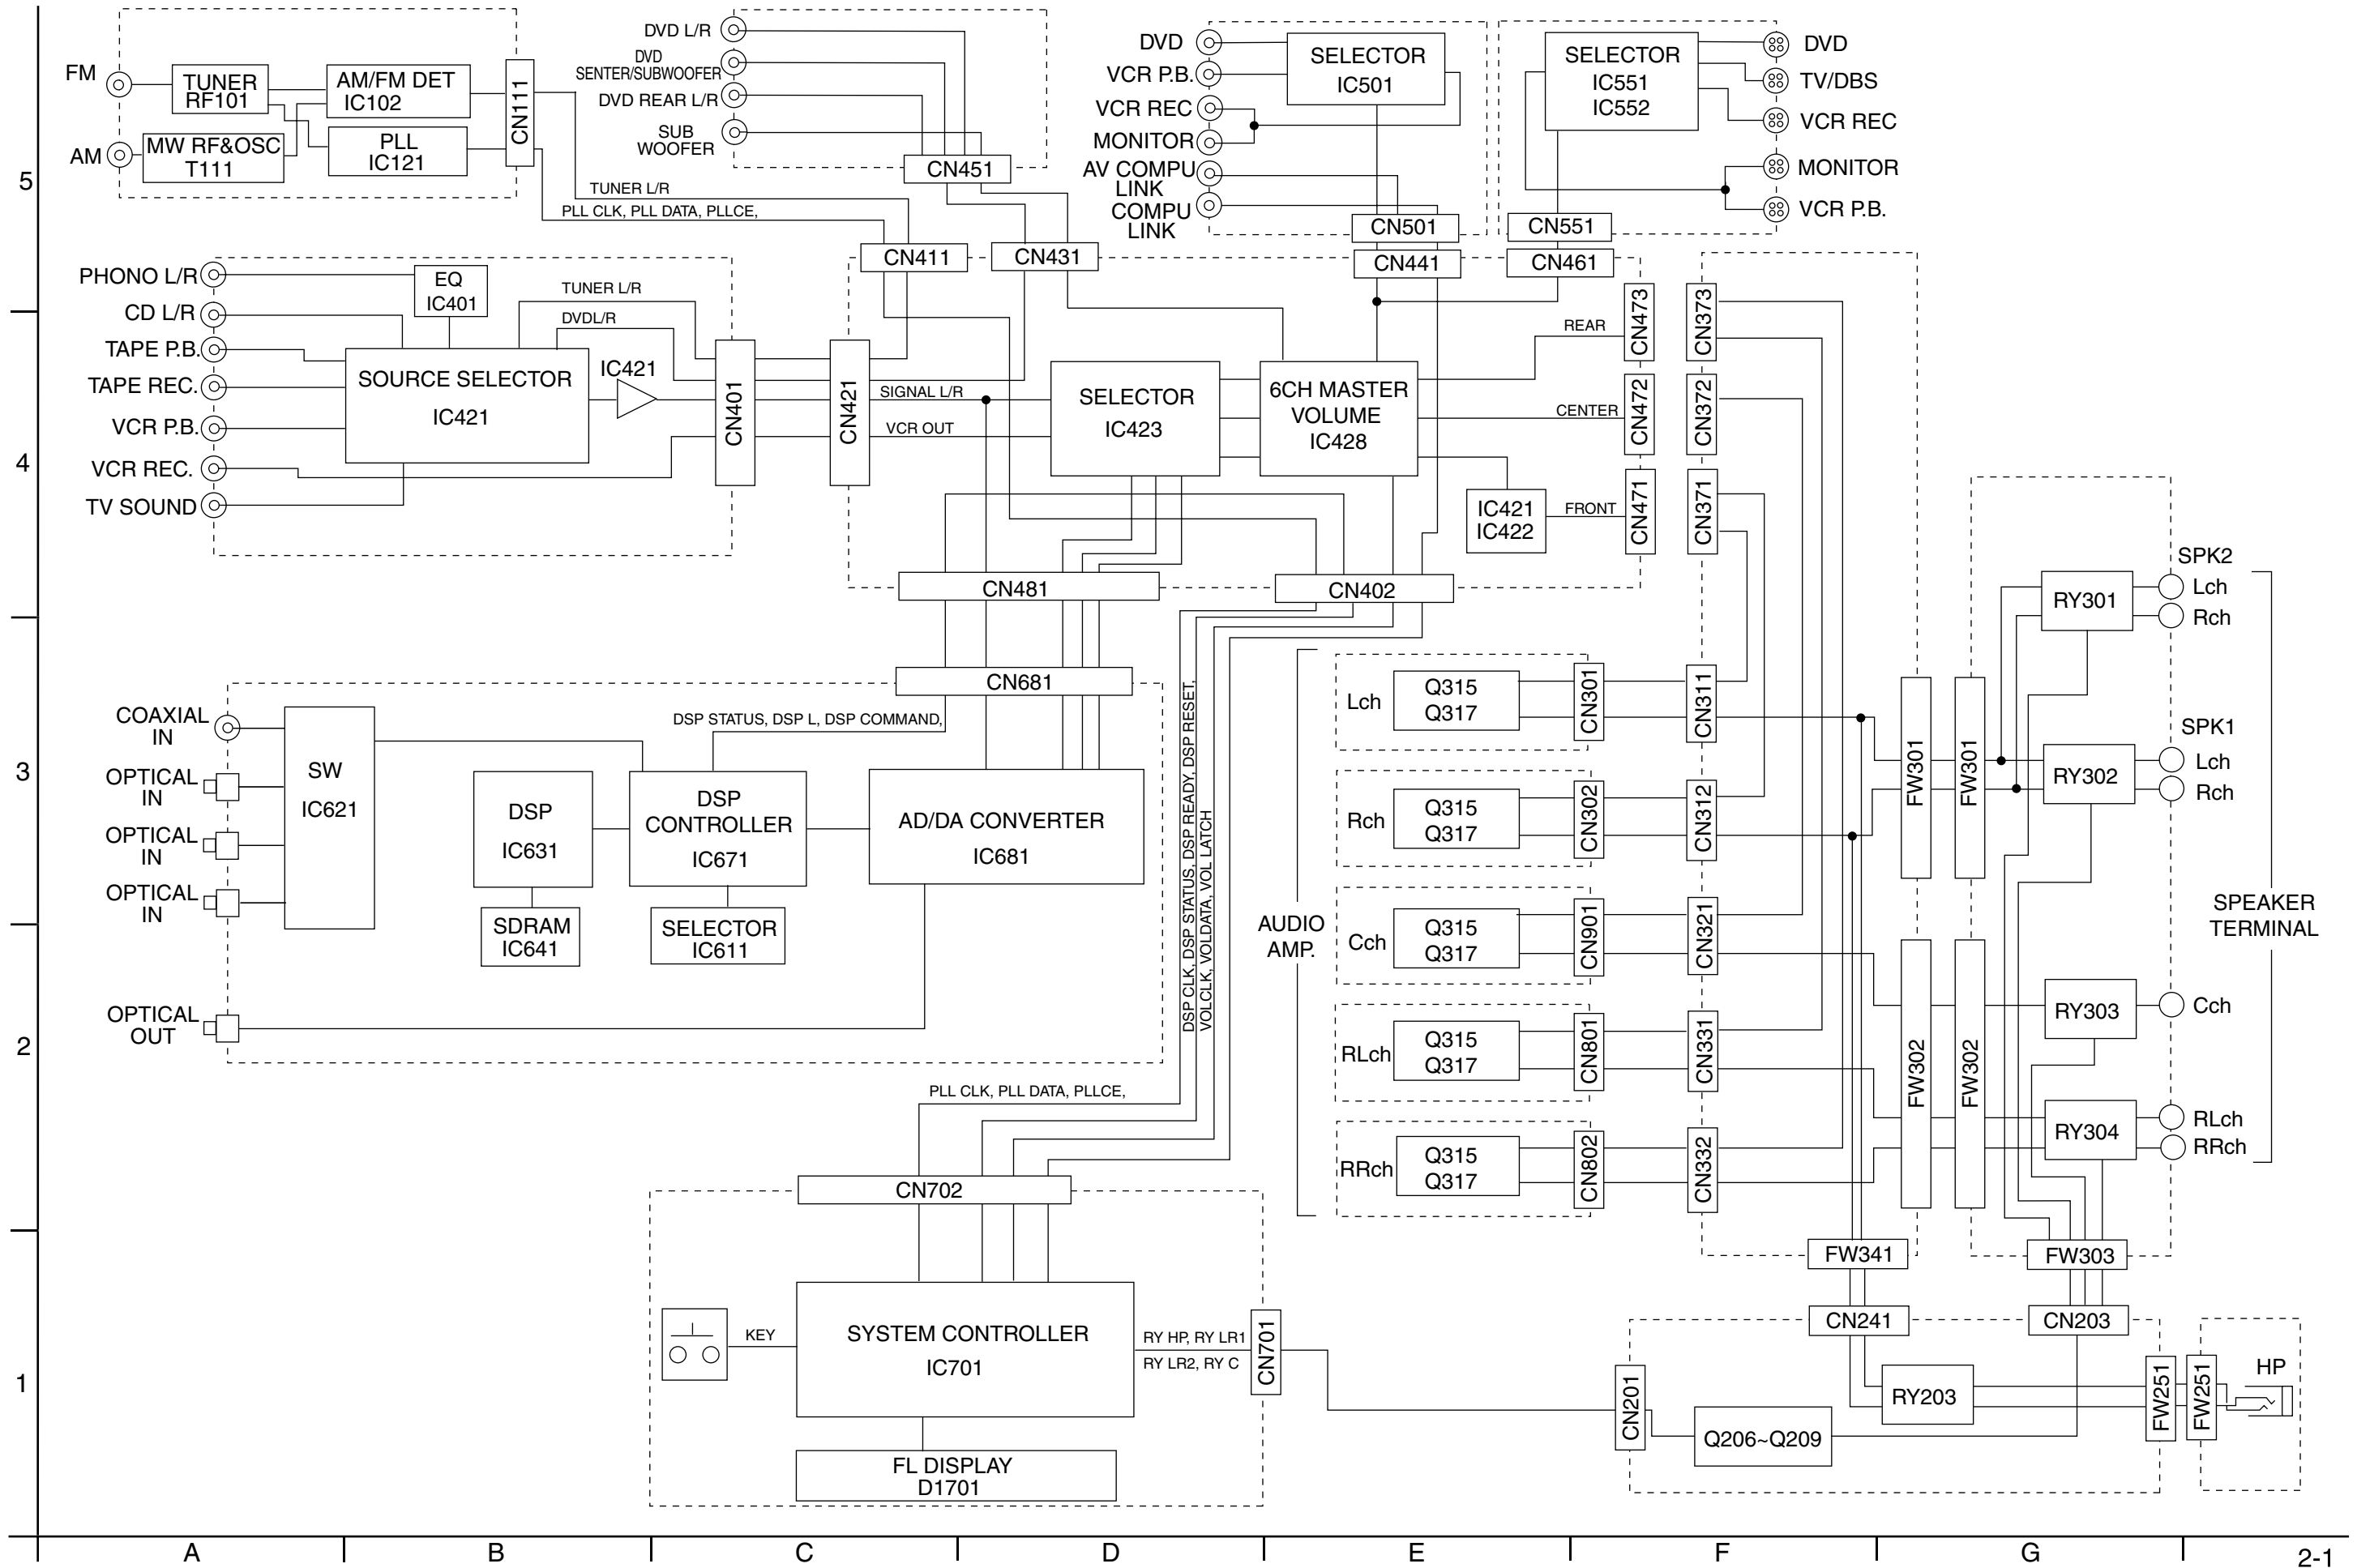 FM
AM
TUNER
RF101
MW RF&OSC
T111
AM/FM DET
IC102
PLL
IC121
CN111
TUNER L/R
PLL CLK, PLL DATA, PLLCE,
DVD L/R
DVD
SENTER/SUBWOOFER
DVD REAR L/R
SUB
WOOFER
CN451
DVD
VCR P.B.
VCR REC
MONITOR
AV COMPU
LINK
COMPU
LINK
SELECTOR
IC501
CN501
SELECTOR
IC551
IC552
CN551
DVD
TV/DBS
VCR REC
MONITOR
VCR P.B.
5
CN411
CN431
CN441
CN461
PHONO L/R
CD L/R
TAPE P.B.
TAPE REC.
VCR P.B.
VCR REC.
TV SOUND
EQ
IC401
TUNER L/R
DVDL/R
SOURCE SELECTOR
IC421
IC421
CN401
CN421
SIGNAL L/R
VCR OUT
SELECTOR
IC423
6CH MASTER
VOLUME
IC428
REAR
CENTER
FRONT
IC421
IC422
CN473
CN472
CN471
CN373
CN372
CN371
4
CN481
CN402
CN681
COAXIAL
IN
OPTICAL
IN
OPTICAL
IN
OPTICAL
IN
OPTICAL
OUT
SW
IC621
DSP STATUS, DSP L, DSP COMMAND,
DSP
IC631
DSP
CONTROLLER
IC671
AD/DA CONVERTER
IC681
SDRAM
IC641
SELECTOR
IC611
DSP CLK, DSP STATUS, DSP READY, DSP RESET,
VOLCLK, VOLDATA, VOL LATCH
PLL CLK, PLL DATA, PLLCE,
3
2
AUDIO
AMP.
Lch
Q315
Q317
CN301
CN311
Rch
Q315
Q317
CN302
CN312
Cch
Q315
Q317
CN901
CN321
RLch
Q315
Q317
CN801
CN331
RRch
Q315
Q317
CN802
CN332
FW301
FW301
FW302
FW302
RY301
RY302
RY303
RY304
SPK2
Lch
Rch
SPK1
Lch
Rch
SPEAKER
TERMINAL
Cch
RLch
RRch
FW341
FW303
CN702
KEY
SYSTEM CONTROLLER
IC701
RY HP, RY LR1
RY LR2, RY C
CN701
FL DISPLAY
D1701
CN241
CN203
CN201
RY203
Q206~Q209
FW251
FW251
HP
1
A
B
C
D
E
F
G
2-1